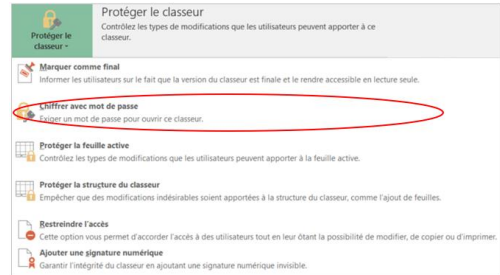 Protéger le classeur
Contrôlez les types de modifications que les utilisateurs peuvent apporter à ce
classeur.
Protéger le
classeur
Marquer comme final
Informer les utilisateurs sur le fait que la version du classeur est finale et le rendre accessible en lecture seule.
Chiffrer avec mot de passe
Exiger un mot de passe pour ouvrir ce classeur.
Protéger la feuille active
Contrôlez les types de modifications que les utilisateurs peuvent apporter à la feuille active.
Protéger la structure du classeur
Empêcher que des modifications indésirables soient apportées à la structure du classeur, comme l'ajout de feuilles.
Restreindre l'accès
Cette option vous permet d'accorder l'accès à des utilisateurs tout en leur ôtant la possibilité de modifier, de copier ou d'imprimer.
Ajouter une signature numérique
Garantir l'intégrité du classeur en ajoutant une signature numérique invisible.